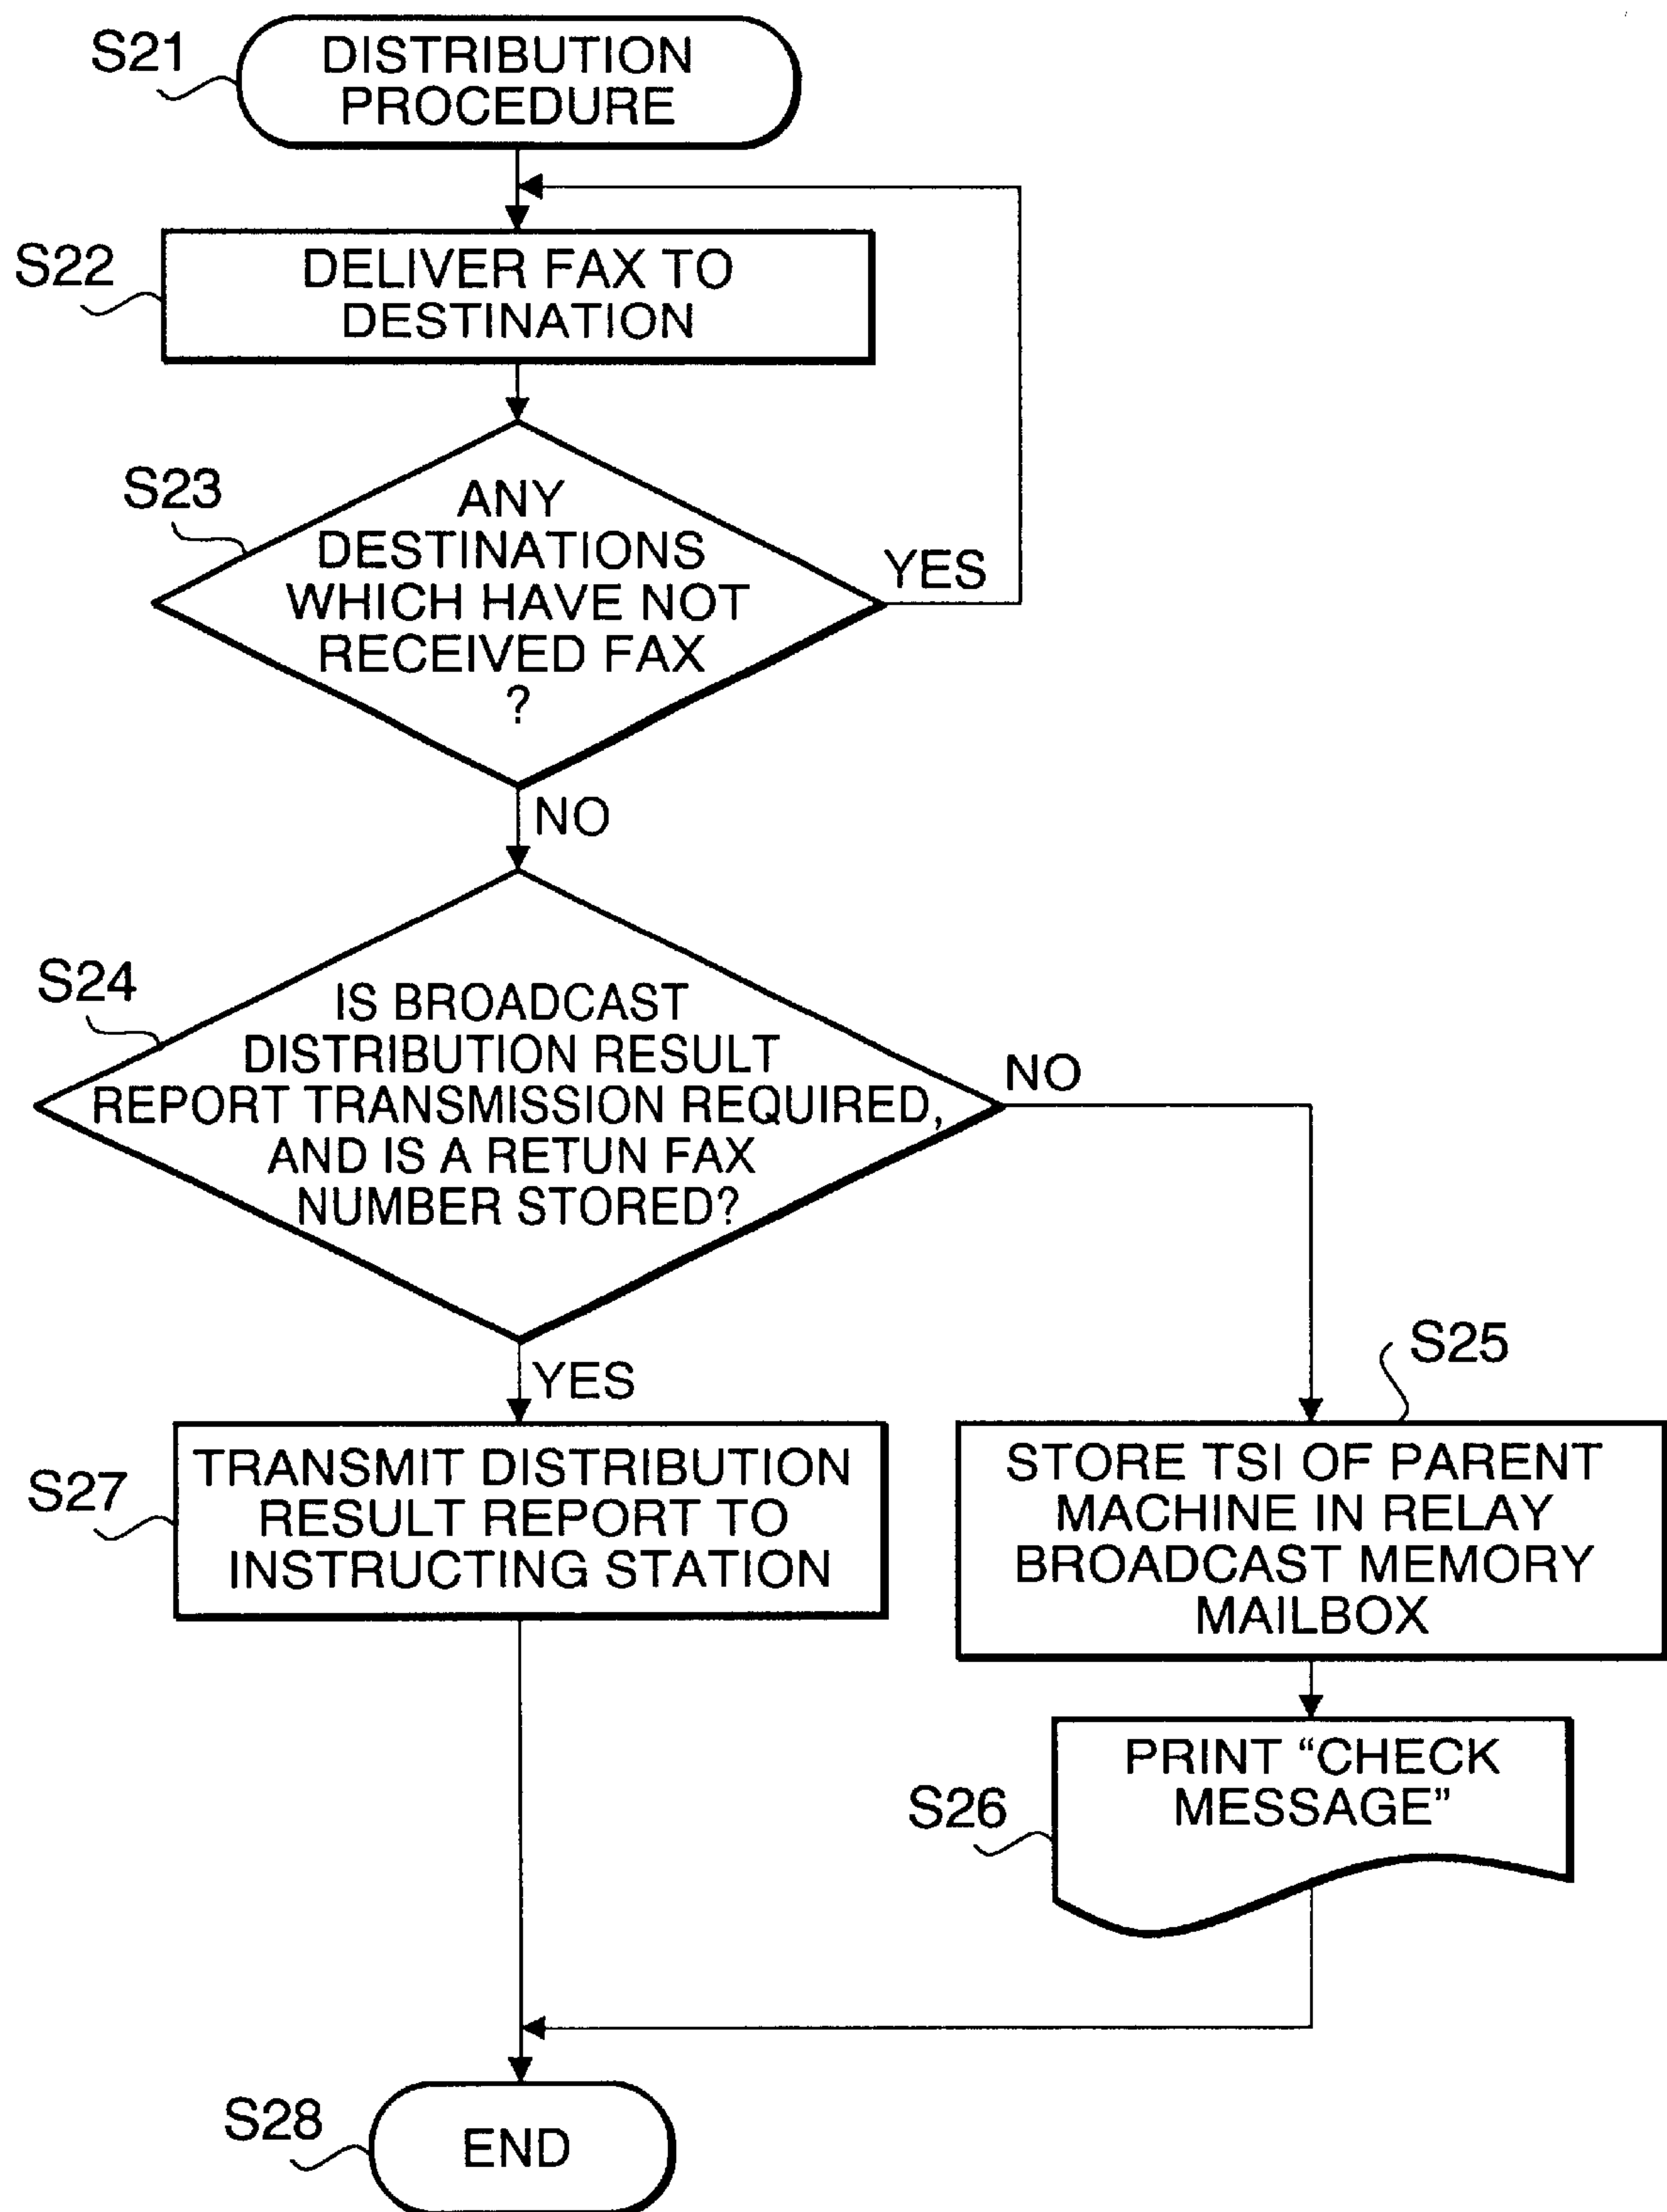 S21
DISTRIBUTION
PROCEDURE
S22
DELIVER FAX TO
DESTINATION
S23
ANY
DESTINATIONS
WHICH HAVE NOT
RECEIVED FAX
?
YES
NO
S24
IS BROADCAST
DISTRIBUTION RESULT
REPORT TRANSMISSION REQUIRED,
AND IS A RETUN FAX
NUMBER STORED?
NO
YES
S25
STORE TSI OF PARENT
MACHINE IN RELAY
BROADCAST MEMORY
MAILBOX
S27
TRANSMIT DISTRIBUTION
RESULT REPORT TO
INSTRUCTING STATION
S26
PRINT “CHECK
MESSAGE”
S28
END